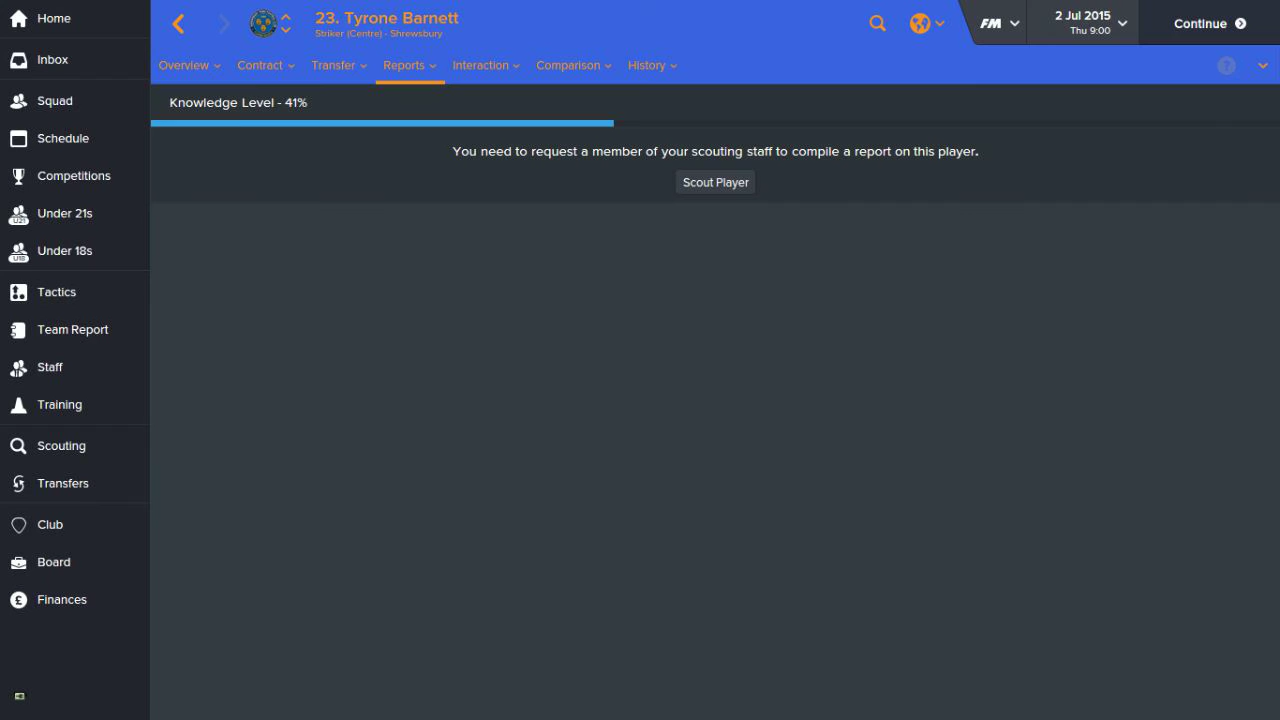 Home
Inbox
Squad
Schedule
Competitions
Under 21s
Under 18s
Tactics
Team Report
Staff
Training
Scouting
Transfers
Club
Board
Finances
23. Tyrone Barnett
Striker (Centre) - Shrewsbury
FM
2 Jul 2015
Thu 9:00
Continue
Overview
Contract
Transfer
Reports
Interaction
Comparison
History
?
Knowledge Level - 41%
You need to request a member of your scouting staff to compile a report on this player.
Scout Player
U21
U18
£